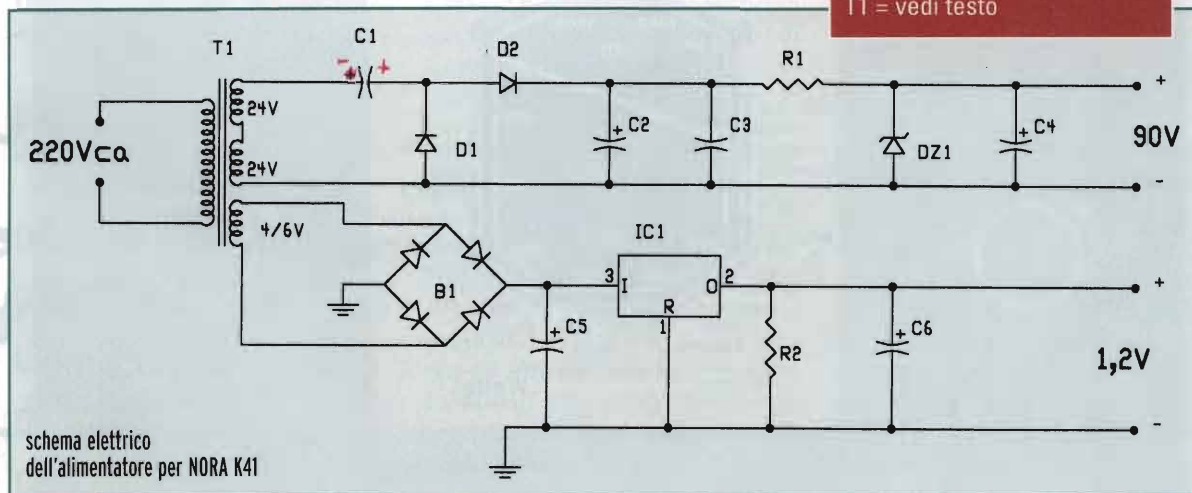 T1 = vedi testo
T1
C1
D2
R1
- + +
24V
24V
4/6V
220Vca
D1
+ C2
C3
DZ1
+ C4
+
90V
-
IC1
3 I O 2
R
1
B1
+ C5
R2
+ C6
+
1,2V
-
schema elettrico
dell'alimentatore per NORA K41